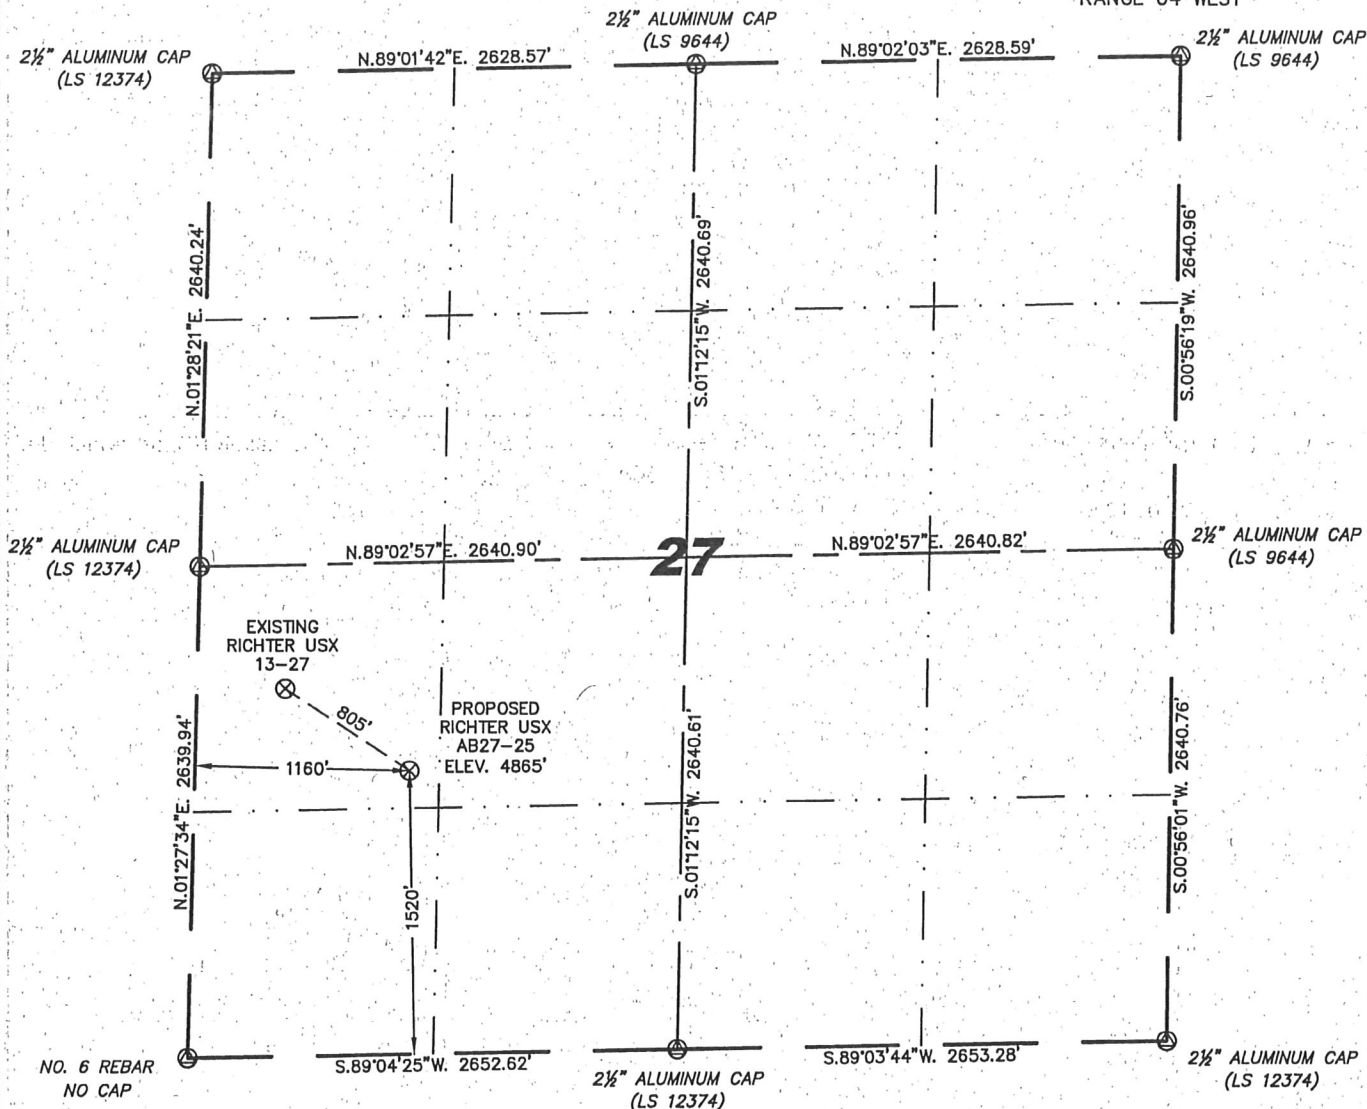 RANGE 64 WEST
2½" ALUMINUM CAP
(LS 12374)
N.89°01'42"E. 2628.57'
2½" ALUMINUM CAP
(LS 9644)
N.89°02'03"E. 2628.59'
2½" ALUMINUM CAP
(LS 9644)
N.01°28'21"E. 2640.24'
S.01°12'15"W. 2640.69'
S.00°56'19"W. 2640.96'
2½" ALUMINUM CAP
(LS 12374)
N.89°02'57"E. 2640.90'
27
N.89°02'57"E. 2640.82'
2½" ALUMINUM CAP
(LS 9644)
EXISTING
RICHTER USX
13-27
805'
PROPOSED
RICHTER USX
AB27-25
ELEV. 4865'
1160'
N.01°27'34"E. 2639.94'
1520'
S.01°12'15"W. 2640.61'
S.00°56'01"W. 2640.76'
NO. 6 REBAR
NO CAP
S.89°04'25"W. 2652.62'
2½" ALUMINUM CAP
(LS 12374)
S.89°03'44"W. 2653.28'
2½" ALUMINUM CAP
(LS 12374)